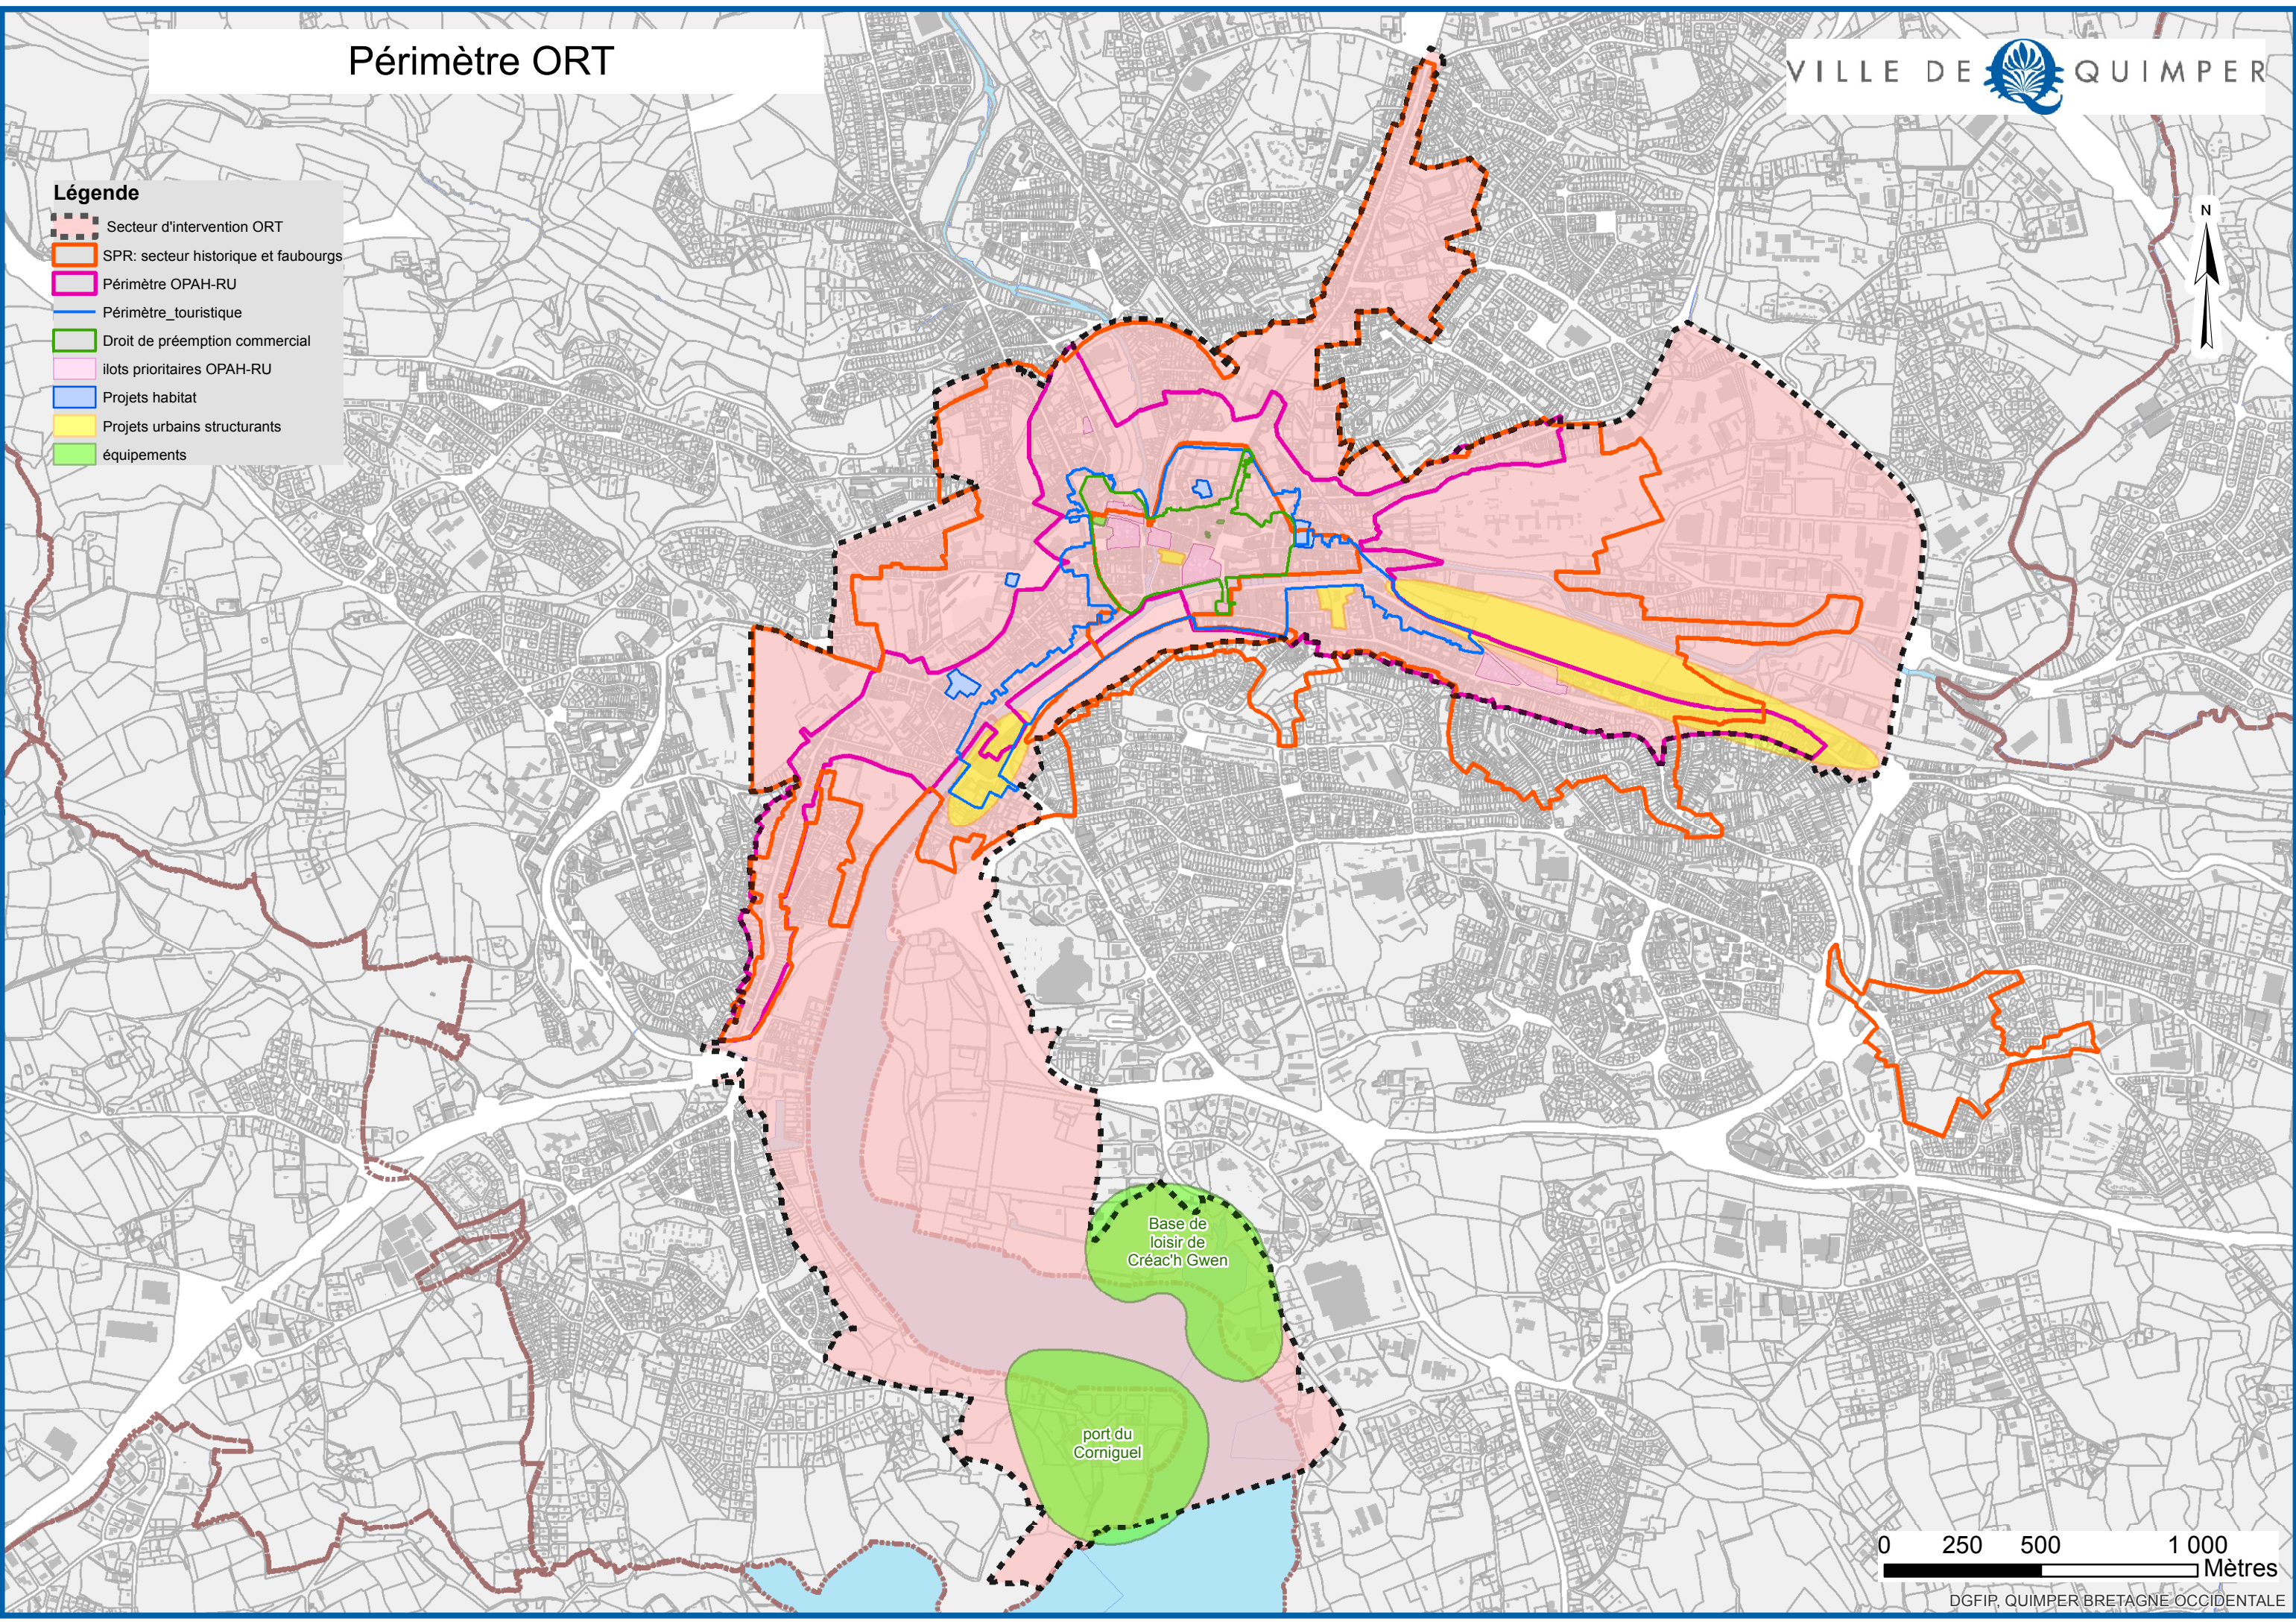 Périmètre ORT
VILLE DE QUIMPER
Légende
Secteur d'intervention ORT
SPR: secteur historique et faubourgs
Périmètre OPAH-RU
Périmètre_touristique
Droit de préemption commercial
ilots prioritaires OPAH-RU
Projets habitat
Projets urbains structurants
équipements
N
Base de
loisir de
Créac'h Gwen
port du
Corniguel
0 250 500 1 000
Mètres
DGFIP, QUIMPER BRETAGNE OCCIDENTALE